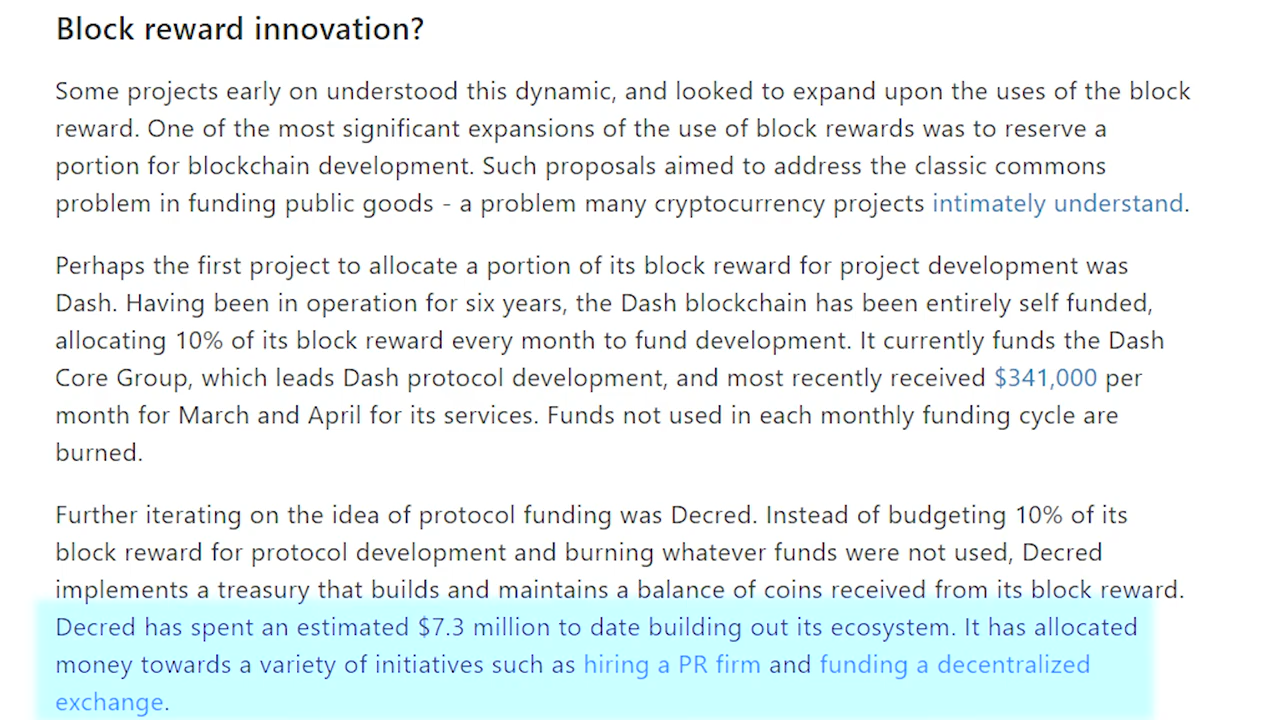 Block reward innovation?
Some projects early on understood this dynamic, and looked to expand upon the uses of the block
reward. One of the most significant expansions of the use of block rewards was to reserve a
portion for blockchain development. Such proposals aimed to address the classic commons
problem in funding public goods - a problem many cryptocurrency projects intimately understand.
Perhaps the first project to allocate a portion of its block reward for project development was
Dash. Having been in operation for six years, the Dash blockchain has been entirely self funded,
allocating 10% of its block reward every month to fund development. It currently funds the Dash
Core Group, which leads Dash protocol development, and most recently received $341,000 per
month for March and April for its services. Funds not used in each monthly funding cycle are
burned.
Further iterating on the idea of protocol funding was Decred. Instead of budgeting 10% of its
block reward for protocol development and burning whatever funds were not used, Decred
implements a treasury that builds and maintains a balance of coins received from its block reward.
Decred has spent an estimated $7.3 million to date building out its ecosystem. It has allocated
money towards a variety of initiatives such as hiring a PR firm and funding a decentralized
exchange.